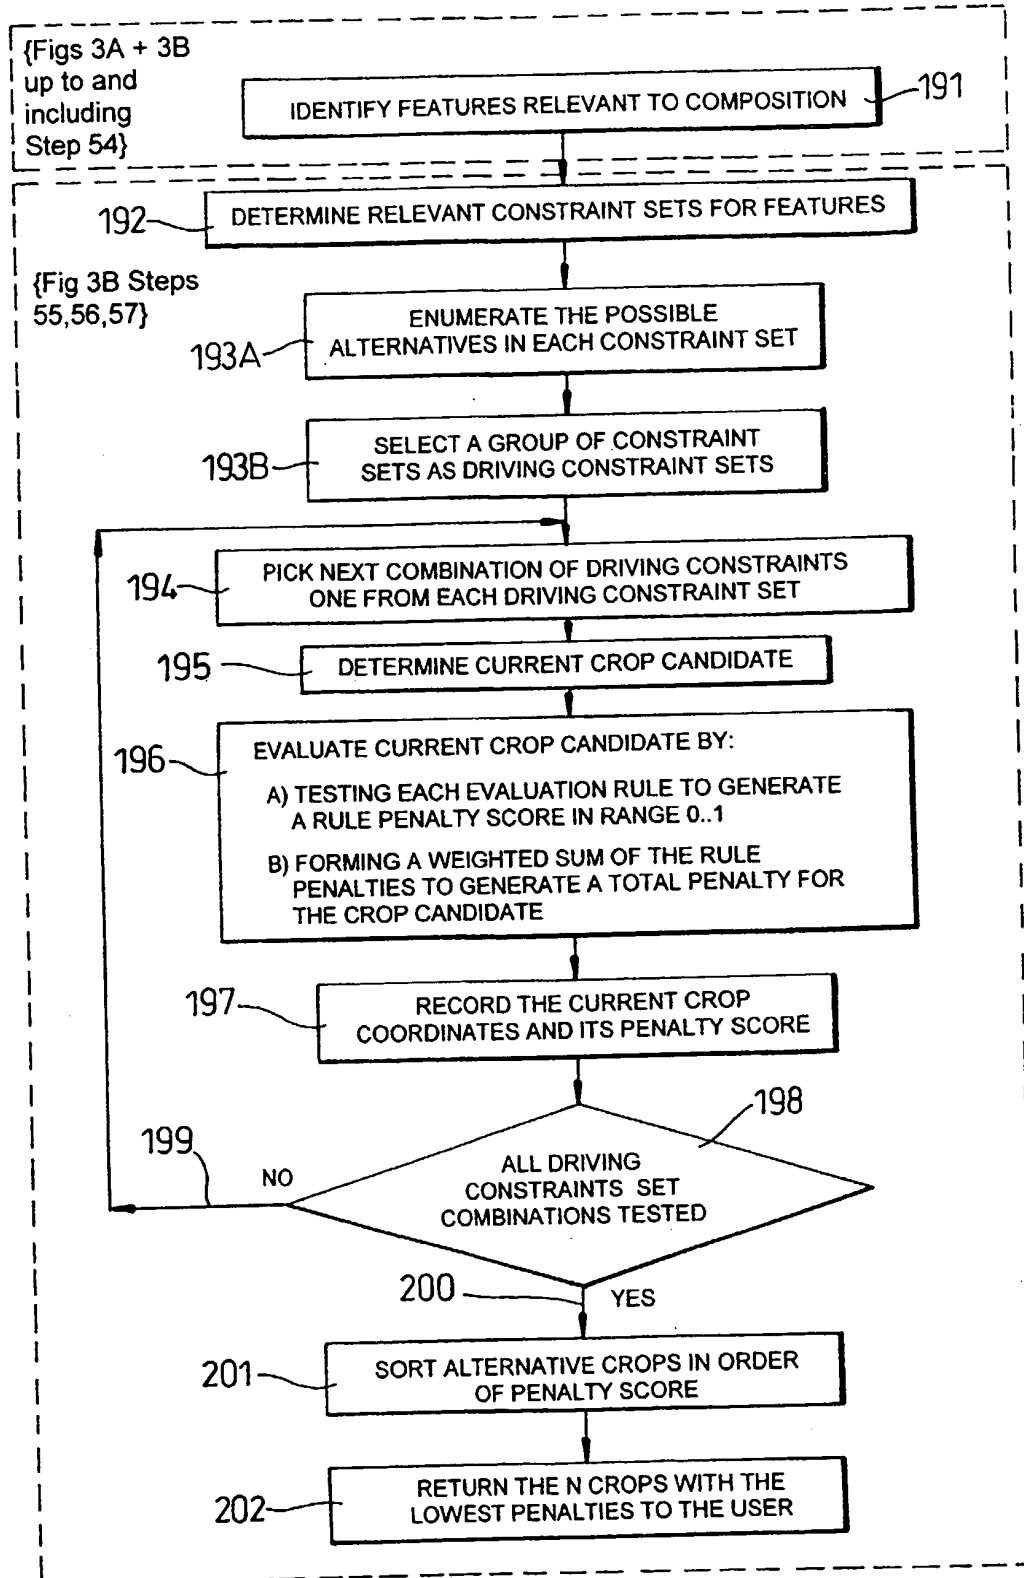 {Figs 3A + 3B
up to and
including
Step 54}
IDENTIFY FEATURES RELEVANT TO COMPOSITION
191
192
DETERMINE RELEVANT CONSTRAINT SETS FOR FEATURES
{Fig 3B Steps
55,56,57}
193A
ENUMERATE THE POSSIBLE
ALTERNATIVES IN EACH CONSTRAINT SET
193B
SELECT A GROUP OF CONSTRAINT
SETS AS DRIVING CONSTRAINT SETS
194
PICK NEXT COMBINATION OF DRIVING CONSTRAINTS
ONE FROM EACH DRIVING CONSTRAINT SET
195
DETERMINE CURRENT CROP CANDIDATE
196
EVALUATE CURRENT CROP CANDIDATE BY:
A) TESTING EACH EVALUATION RULE TO GENERATE
A RULE PENALTY SCORE IN RANGE 0..1
B) FORMING A WEIGHTED SUM OF THE RULE
PENALTIES TO GENERATE A TOTAL PENALTY FOR
THE CROP CANDIDATE
197
RECORD THE CURRENT CROP
COORDINATES AND ITS PENALTY SCORE
198
199
NO
ALL DRIVING
CONSTRAINTS SET
COMBINATIONS TESTED
200
YES
201
SORT ALTERNATIVE CROPS IN ORDER
OF PENALTY SCORE
202
RETURN THE N CROPS WITH THE
LOWEST PENALTIES TO THE USER